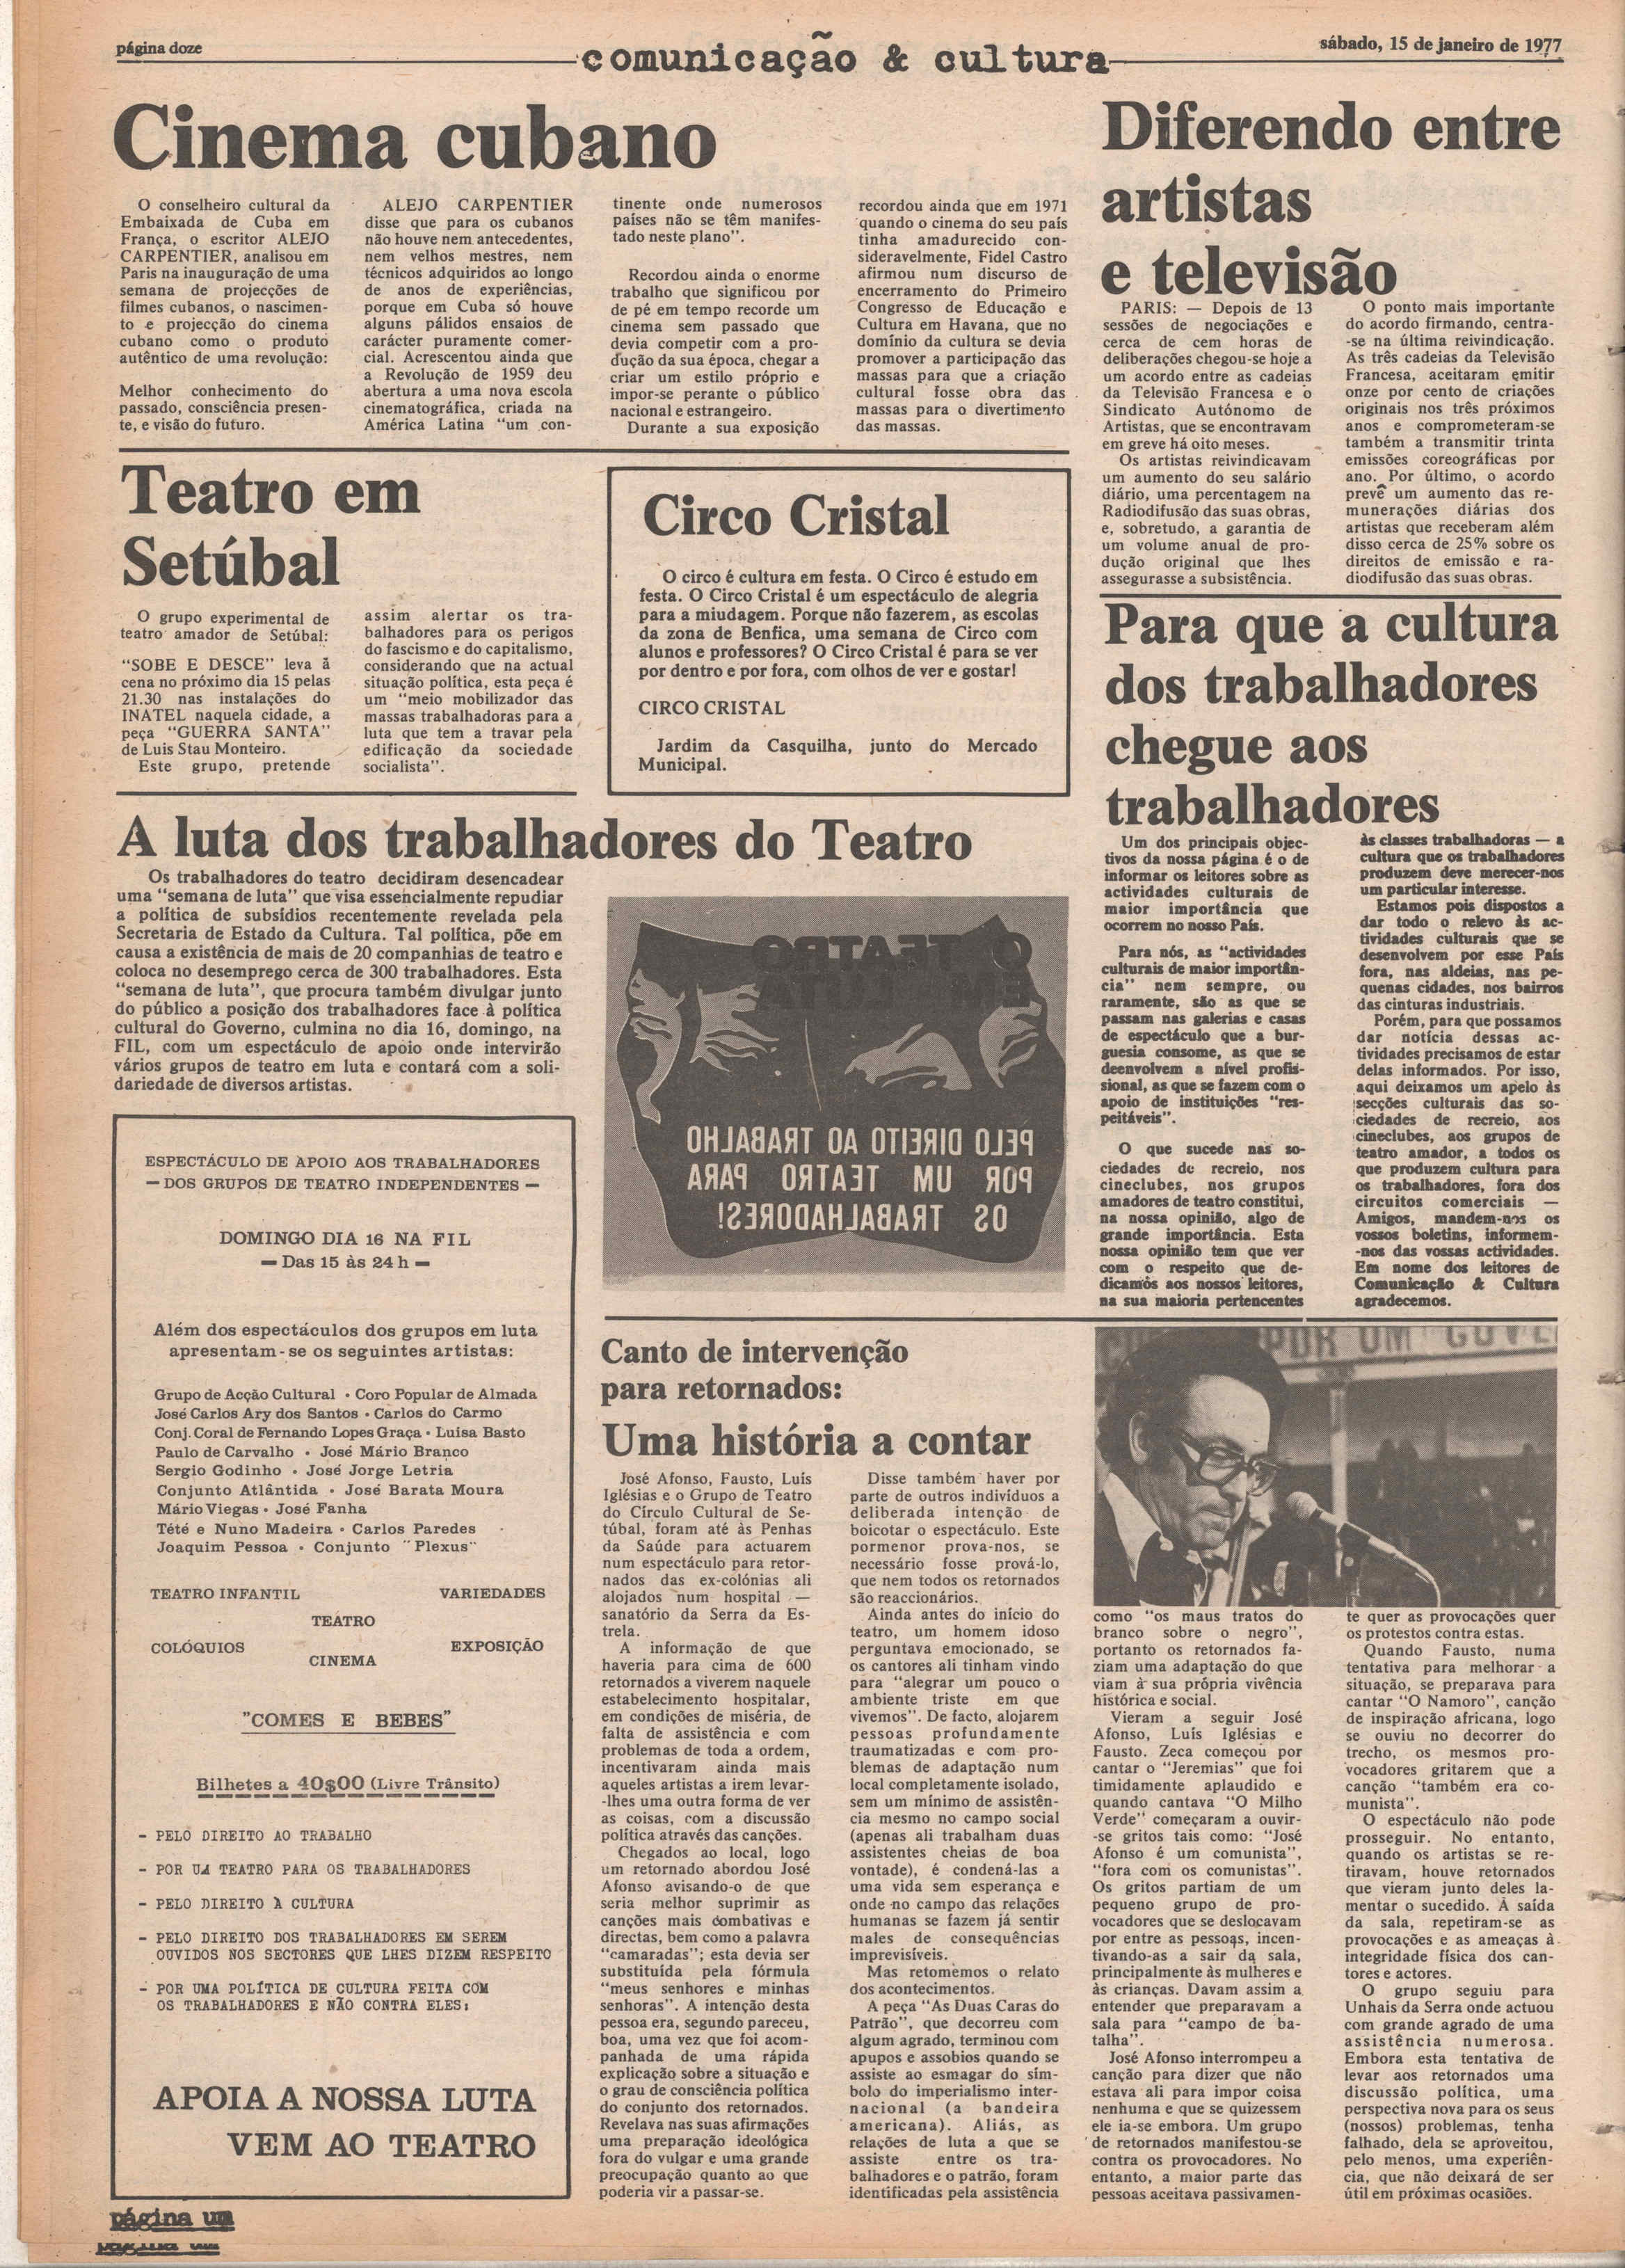 página doze
comunicação & cultura
sábado, 15 de janeiro de 1977
Cinema cubano
O conselheiro cultural da
Embaixada de Cuba em
França, o escritor ALEJO
CARPENTIER, analisou em
Paris na inauguração de uma
semana de projecções de
filmes cubanos, o nascimen-
to e projecção do cinema
cubano como o produto
autêntico de uma revolução:
Melhor conhecimento do
passado, consciência presen-
te, e visão do futuro.
ALEJO CARPENTIER
disse que para os cubanos
não houve nem antecedentes,
nem velhos mestres, nem
técnicos adquiridos ao longo
de anos de experiências,
porque em Cuba só houve
alguns pálidos ensaios de
carácter puramente comer-
cial. Acrescentou ainda que
a Revolução de 1959 deu
abertura a uma nova escola
cinematográfica, criada na
América Latina "um con-
tinente onde numerosos
países não se têm manifes-
tado neste plano".
Recordou ainda o enorme
trabalho que significou por
de pé em tempo recorde um
cinema sem passado que
devia competir com a pro-
dução da sua época, chegar a
criar um estilo próprio e
impor-se perante o público
nacional e estrangeiro.
Durante a sua exposição
recordou ainda que em 1971
quando o cinema do seu país
tinha amadurecido con-
sideravelmente, Fidel Castro
afirmou num discurso de
encerramento do Primeiro
Congresso de Educação e
Cultura em Havana, que no
domínio da cultura se devia
promover a participação das
massas para que a criação
cultural fosse obra das
massas para o divertimento
das massas.
Diferendo entre
artistas
e televisão
PARIS: — Depois de 13
sessões de negociações e
cerca de cem horas de
deliberações chegou-se hoje a
um acordo entre as cadeias
da Televisão Francesa e o
Sindicato Autónomo de
Artistas, que se encontravam
em greve há oito meses.
Os artistas reivindicavam
um aumento do seu salário
diário, uma percentagem na
Radiodifusão das suas obras,
e, sobretudo, a garantia de
um volume anual de pro-
dução original que lhes
assegurasse a subsistência.
O ponto mais importante
do acordo firmando, centra-
-se na última reivindicação.
As três cadeias da Televisão
Francesa, aceitaram emitir
onze por cento de criações
originais nos três próximos
anos e comprometeram-se
também a transmitir trinta
emissões coreográficas por
ano. Por último, o acordo
prevê um aumento das re-
munerações diárias dos
artistas que receberam além
disso cerca de 25% sobre os
direitos de emissão e ra-
diodifusão das suas obras.
Teatro em
Setúbal
O grupo experimental de
teatro amador de Setúbal:
"SOBE E DESCE" leva à
cena no próximo dia 15 pelas
21.30 nas instalações do
INATEL naquela cidade, a
peça "GUERRA SANTA"
de Luis Stau Monteiro.
Este grupo, pretende
assim alertar os tra-
balhadores para os perigos
do fascismo e do capitalismo,
considerando que na actual
situação política, esta peça é
um "meio mobilizador das
massas trabalhadoras para a
luta que tem a travar pela
edificação da sociedade
socialista".
Circo Cristal
O circo é cultura em festa. O Circo é estudo em
festa. O Circo Cristal é um espectáculo de alegria
para a miudagem. Porque não fazerem, as escolas
da zona de Benfica, uma semana de Circo com
alunos e professores? O Circo Cristal é para se ver
por dentro e por fora, com olhos de ver e gostar!
CIRCO CRISTAL
Jardim da Casquilha, junto do Mercado
Municipal.
Para que a cultura
dos trabalhadores
chegue aos
trabalhadores
Um dos principais objec-
tivos da nossa página é o de
informar os leitores sobre as
actividades culturais de
maior importância que
ocorrem no nosso País.
Para nós, as "actividades
culturais de maior importân-
cia" nem sempre, ou
raramente, são as que se
passam nas galerias e casas
de espectáculo que a bur-
guesia consome, as que se
deenvolvem a nível profis-
sional, as que se fazem com o
apoio de instituições "res-
peitáveis".
O que sucede nas so-
ciedades de recreio, nos
cineclubes, nos grupos
amadores de teatro constitui,
na nossa opinião, algo de
grande importância. Esta
nossa opinião tem que ver
com o respeito que de-
dicamos aos nossos leitores,
na sua maioria pertencentes
às classes trabalhadoras — a
cultura que os trabalhadores
produzem deve merecer-nos
um particular interesse.
Estamos pois dispostos a
dar todo o relevo às ac-
tividades culturais que se
desenvolvem por esse País
fora, nas aldeias, nas pe-
quenas cidades, nos bairros
das cinturas industriais.
Porém, para que possamos
dar notícia dessas ac-
tividades precisamos de estar
delas informados. Por isso,
aqui deixamos um apelo às
secções culturais das so-
ciedades de recreio, aos
cineclubes, aos grupos de
teatro amador, a todos os
que produzem cultura para
os trabalhadores, fora dos
circuitos comerciais —
Amigos, mandem-nos os
vossos boletins, informem-
-nos das vossas actividades.
Em nome dos leitores de
Comunicação & Cultura
agradecemos.
A luta dos trabalhadores do Teatro
Os trabalhadores do teatro decidiram desencadear
uma "semana de luta" que visa essencialmente repudiar
a política de subsídios recentemente revelada pela
Secretaria de Estado da Cultura. Tal política, põe em
causa a existência de mais de 20 companhias de teatro e
coloca no desemprego cerca de 300 trabalhadores. Esta
"semana de luta", que procura também divulgar junto
do público a posição dos trabalhadores face à política
cultural do Governo, culmina no dia 16, domingo, na
FIL, com um espectáculo de apoio onde intervirão
vários grupos de teatro em luta e contará com a soli-
dariedade de diversos artistas.
O TEATRO
EM LUTA
PELO DIREITO AO TRABALHO
POR UM TEATRO PARA
OS TRABALHADORES!
ESPECTÁCULO DE APOIO AOS TRABALHADORES
— DOS GRUPOS DE TEATRO INDEPENDENTES —
DOMINGO DIA 16 NA FIL
— Das 15 às 24 h —
Além dos espectáculos dos grupos em luta
apresentam-se os seguintes artistas:
Grupo de Acção Cultural • Coro Popular de Almada
José Carlos Ary dos Santos • Carlos do Carmo
Conj. Coral de Fernando Lopes Graça • Luisa Basto
Paulo de Carvalho • José Mário Branco
Sergio Godinho • José Jorge Letria
Conjunto Atlântida • José Barata Moura
Mário Viegas • José Fanha
Tété e Nuno Madeira • Carlos Paredes
Joaquim Pessoa • Conjunto "Plexus"
TEATRO INFANTIL VARIEDADES
TEATRO
COLÓQUIOS EXPOSIÇÃO
CINEMA
"COMES E BEBES"
Bilhetes a 40$00 (Livre Trânsito)
- PELO DIREITO AO TRABALHO
- POR UM TEATRO PARA OS TRABALHADORES
- PELO DIREITO À CULTURA
- PELO DIREITO DOS TRABALHADORES EM SEREM
OUVIDOS NOS SECTORES QUE LHES DIZEM RESPEITO
- POR UMA POLÍTICA DE CULTURA FEITA COM
OS TRABALHADORES E NÃO CONTRA ELES:
APOIA A NOSSA LUTA
VEM AO TEATRO
Canto de intervenção
para retornados:
Uma história a contar
José Afonso, Fausto, Luís
Iglésias e o Grupo de Teatro
do Círculo Cultural de Se-
túbal, foram até às Penhas
da Saúde para actuarem
num espectáculo para retor-
nados das ex-colónias ali
alojados num hospital —
sanatório da Serra da Es-
trela.
A informação de que
haveria para cima de 600
retornados a viverem naquele
estabelecimento hospitalar,
em condições de miséria, de
falta de assistência e com
problemas de toda a ordem,
incentivaram ainda mais
aqueles artistas a irem levar-
-lhes uma outra forma de ver
as coisas, com a discussão
política através das canções.
Chegados ao local, logo
um retornado abordou José
Afonso avisando-o de que
seria melhor suprimir as
canções mais combativas e
directas, bem como a palavra
"camaradas"; esta devia ser
substituída pela fórmula
"meus senhores e minhas
senhoras". A intenção desta
pessoa era, segundo pareceu,
boa, uma vez que foi acom-
panhada de uma rápida
explicação sobre a situação e
o grau de consciência política
do conjunto dos retornados.
Revelava nas suas afirmações
uma preparação ideológica
fora do vulgar e uma grande
preocupação quanto ao que
poderia vir a passar-se.
Disse também haver por
parte de outros indivíduos a
deliberada intenção de
boicotar o espectáculo. Este
pormenor prova-nos, se
necessário fosse prová-lo,
que nem todos os retornados
são reaccionários.
Ainda antes do início do
teatro, um homem idoso
perguntava emocionado, se
os cantores ali tinham vindo
para "alegrar um pouco o
ambiente triste em que
vivemos". De facto, alojarem
pessoas profundamente
traumatizadas e com pro-
blemas de adaptação num
local completamente isolado,
sem um mínimo de assistên-
cia mesmo no campo social
(apenas ali trabalham duas
assistentes cheias de boa
vontade), é condená-las a
uma vida sem esperança e
onde no campo das relações
humanas se fazem já sentir
males de consequências
imprevisíveis.
Mas retomemos o relato
dos acontecimentos.
A peça "As Duas Caras do
Patrão", que decorreu com
algum agrado, terminou com
apupos e assobios quando se
assiste ao esmagar do sím-
bolo do imperialismo inter-
nacional (a bandeira
americana). Aliás, as
relações de luta a que se
assiste entre os tra-
balhadores e o patrão, foram
identificadas pela assistência
POR UM GOVE
como "os maus tratos do
branco sobre o negro",
portanto os retornados fa-
ziam uma adaptação do que
viam à sua própria vivência
histórica e social.
Vieram a seguir José
Afonso, Luís Iglésias e
Fausto. Zeca começou por
cantar o "Jeremias" que foi
timidamente aplaudido e
quando cantava "O Milho
Verde" começaram a ouvir-
-se gritos tais como: "José
Afonso é um comunista",
"fora com os comunistas".
Os gritos partiam de um
pequeno grupo de pro-
vocadores que se deslocavam
por entre as pessoas, incen-
tivando-as a sair da sala,
principalmente às mulheres e
às crianças. Davam assim a
entender que preparavam a
sala para "campo de ba-
talha".
José Afonso interrompeu a
canção para dizer que não
estava ali para impor coisa
nenhuma e que se quizessem
ele ia-se embora. Um grupo
de retornados manifestou-se
contra os provocadores. No
entanto, a maior parte das
pessoas aceitava passivamen-
te quer as provocações quer
os protestos contra estas.
Quando Fausto, numa
tentativa para melhorar a
situação, se preparava para
cantar "O Namoro", canção
de inspiração africana, logo
se ouviu no decorrer do
trecho, os mesmos pro-
vocadores gritarem que a
canção "também era co-
munista".
O espectáculo não pode
prosseguir. No entanto,
quando os artistas se re-
tiravam, houve retornados
que vieram junto deles la-
mentar o sucedido. À saída
da sala, repetiram-se as
provocações e as ameaças à
integridade física dos can-
tores e actores.
O grupo seguiu para
Unhais da Serra onde actuou
com grande agrado de uma
assistência numerosa.
Embora esta tentativa de
levar aos retornados uma
discussão política, uma
perspectiva nova para os seus
(nossos) problemas, tenha
falhado, dela se aproveitou,
pelo menos, uma experiên-
cia, que não deixará de ser
útil em próximas ocasiões.
página um
página um